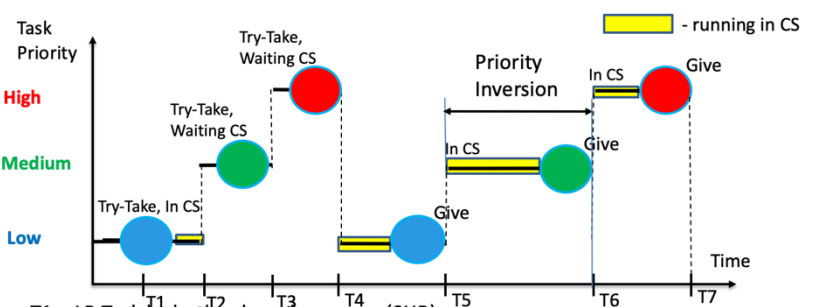 Task
Priority
- running in CS
Try-Take,
Waiting CS
Priority
Inversion
In CS
Give
High
Try-Take,
Waiting CS
In CS
Give
Medium
Try-Take, In CS
Give
Low
Time
T1 T2 T3 T4 T5 T6 T7